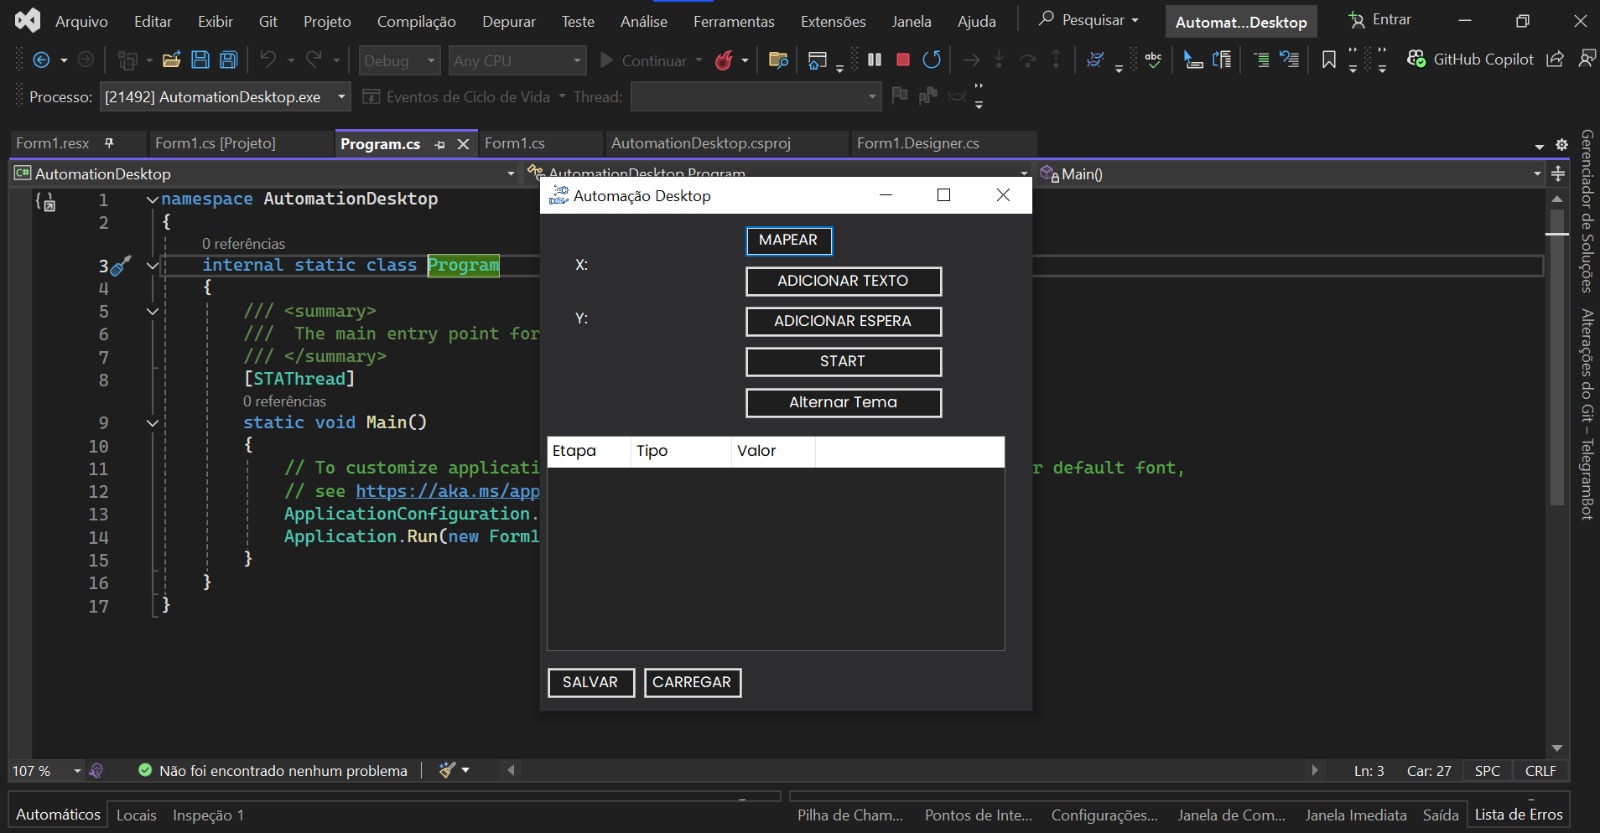 Arquivo Editar Exibir Git Projeto Compilação Depurar Teste Análise Ferramentas Extensões Janela Ajuda Pesquisar Automat...Desktop Entrar
Debug Any CPU Continuar abc GitHub Copilot
Processo: [21492] AutomationDesktop.exe Eventos de Ciclo de Vida Thread:
Form1.resx Form1.cs [Projeto] Program.cs Form1.cs AutomationDesktop.csproj Form1.Designer.cs
C# AutomationDesktop AutomationDesktop.Program Main()
1 namespace AutomationDesktop
2 {
0 referências
3 internal static class Program
4 {
5 /// <summary>
6 /// The main entry point for
7 /// </summary>
8 [STAThread]
0 referências
9 static void Main()
10 {
11 // To customize applicati r default font,
12 // see https://aka.ms/app
13 ApplicationConfiguration.
14 Application.Run(new Form1
15 }
16 }
17 }
Automação Desktop
MAPEAR
X:
ADICIONAR TEXTO
Y:
ADICIONAR ESPERA
START
Alternar Tema
Etapa Tipo Valor
SALVAR CARREGAR
Gerenciador de Soluções
Alterações do Git – TelegramBot
107 % Não foi encontrado nenhum problema Ln: 3 Car: 27 SPC CRLF
Automáticos Locais Inspeção 1 Pilha de Cham... Pontos de Inte... Configurações... Janela de Com... Janela Imediata Saída Lista de Erros